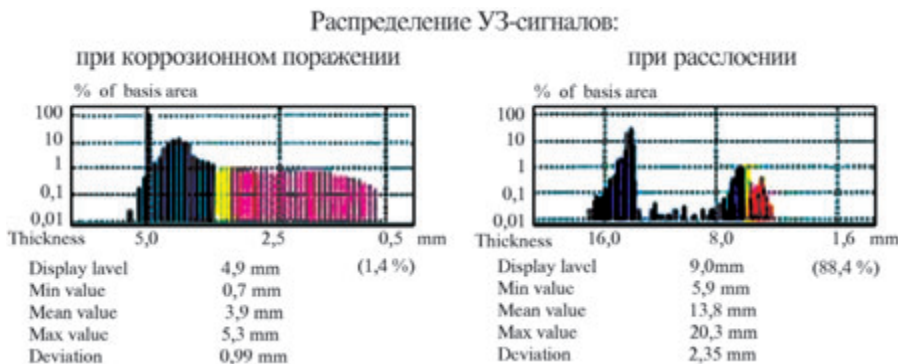 Распределение УЗ-сигналов:
при коррозионном поражении
% of basis area
100
10
1
0,1
0,01
Thickness 5,0 2,5 0,5 mm
Display lavel 4,9 mm (1,4 %)
Min value 0,7 mm
Mean value 3,9 mm
Max value 5,3 mm
Deviation 0,99 mm
при расслоении
% of basis area
100
10
1
0,1
0,01
Thickness 16,0 8,0 1,6 mm
Display lavel 9,0mm (88,4 %)
Min value 5,9 mm
Mean value 13,8 mm
Max value 20,3 mm
Deviation 2,35 mm